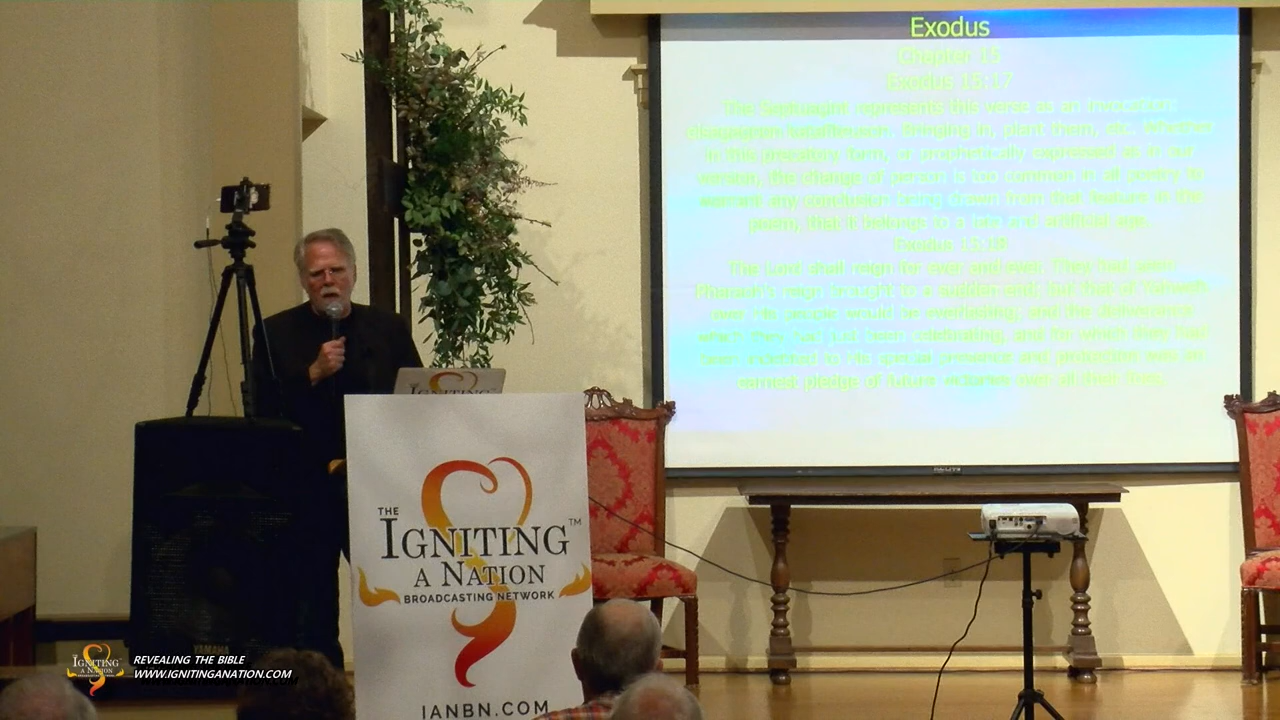 Exodus
Chapter 15
Exodus 15:17
The Septuagint represents this verse as an invocation:
Bringing in, plant them, etc. Whether
in this precatory form, or prophetically expressed as in our
version, the change of person is too common in all poetry to
warrant any conclusion being drawn from that feature in this
poem, that it belongs to a late and artificial age.
Exodus 15:18
The Lord shall reign for ever and ever. They had seen
Pharaoh's reign brought to a sudden end; but that of Yahweh
over His people would be everlasting; and the deliverance
which they had just been celebrating, and for which they had
been indebted to His special presence and protection was an
earnest pledge of future victories over all their foes.
IGNITING
THE
IGNITING™
A NATION
BROADCASTING NETWORK
IANBN.COM
YAMAHA
IGNITING
A NATION
BROADCASTING NETWORK
REVEALING THE BIBLE
WWW.IGNITINGANATION.COM